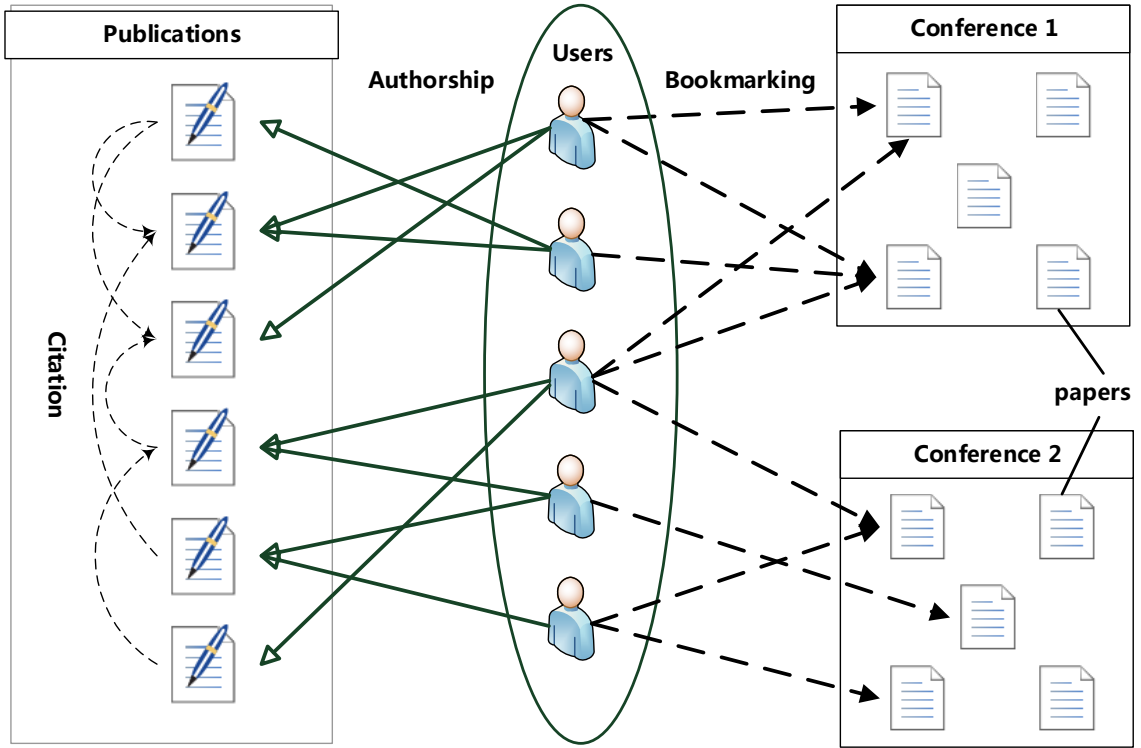 Publications
Authorship
Users
Bookmarking
Conference 1
Citation
papers
Conference 2